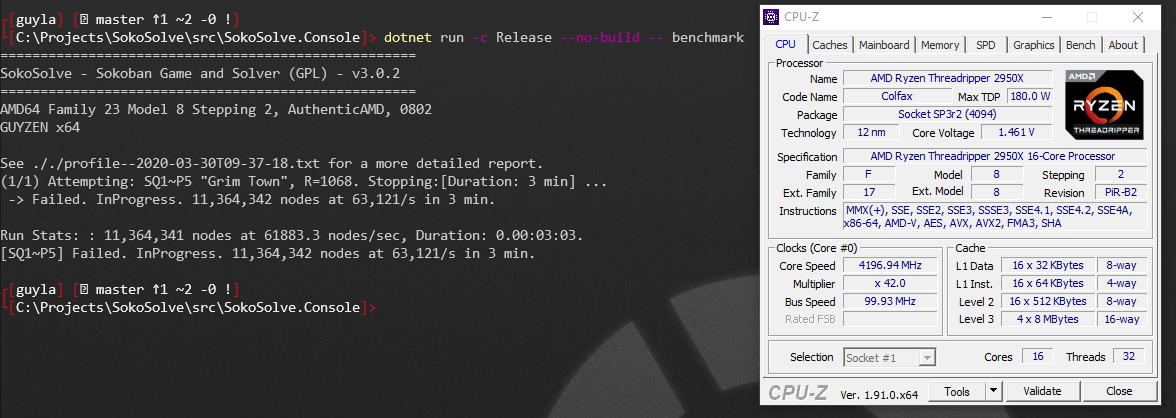 [guyla] [ master ↑1 ~2 -0 !]
[C:\Projects\SokoSolve\src\SokoSolve.Console]> dotnet run -c Release --no-build -- benchmark
====================================================
SokoSolve - Sokoban Game and Solver (GPL) - v3.0.2
====================================================
AMD64 Family 23 Model 8 Stepping 2, AuthenticAMD, 0802
GUYZEN x64
See ././profile--2020-03-30T09-37-18.txt for a more detailed report.
(1/1) Attempting: SQ1~P5 "Grim Town", R=1068. Stopping:[Duration: 3 min] ...
-> Failed. InProgress. 11,364,342 nodes at 63,121/s in 3 min.
Run Stats: : 11,364,341 nodes at 61883.3 nodes/sec, Duration: 0.00:03:03.
[SQ1~P5] Failed. InProgress. 11,364,342 nodes at 63,121/s in 3 min.
[guyla] [ master ↑1 ~2 -0 !]
[C:\Projects\SokoSolve\src\SokoSolve.Console]>
CPU-Z
CPU Caches Mainboard Memory SPD Graphics Bench About
Processor
Name AMD Ryzen Threadripper 2950X
Code Name Colfax Max TDP 180.0 W
Package Socket SP3r2 (4094)
Technology 12 nm Core Voltage 1.461 V
AMD
RYZEN
THREADRIPPER
Specification AMD Ryzen Threadripper 2950X 16-Core Processor
Family F Model 8 Stepping 2
Ext. Family 17 Ext. Model 8 Revision PiR-B2
Instructions MMX(+), SSE, SSE2, SSE3, SSSE3, SSE4.1, SSE4.2, SSE4A,
x86-64, AMD-V, AES, AVX, AVX2, FMA3, SHA
Clocks (Core #0)
Core Speed 4196.94 MHz
Multiplier x 42.0
Bus Speed 99.93 MHz
Rated FSB
Cache
L1 Data 16 x 32 KBytes 8-way
L1 Inst. 16 x 64 KBytes 4-way
Level 2 16 x 512 KBytes 8-way
Level 3 4 x 8 MBytes 16-way
Selection Socket #1 Cores 16 Threads 32
CPU-Z Ver. 1.91.0.x64 Tools Validate Close